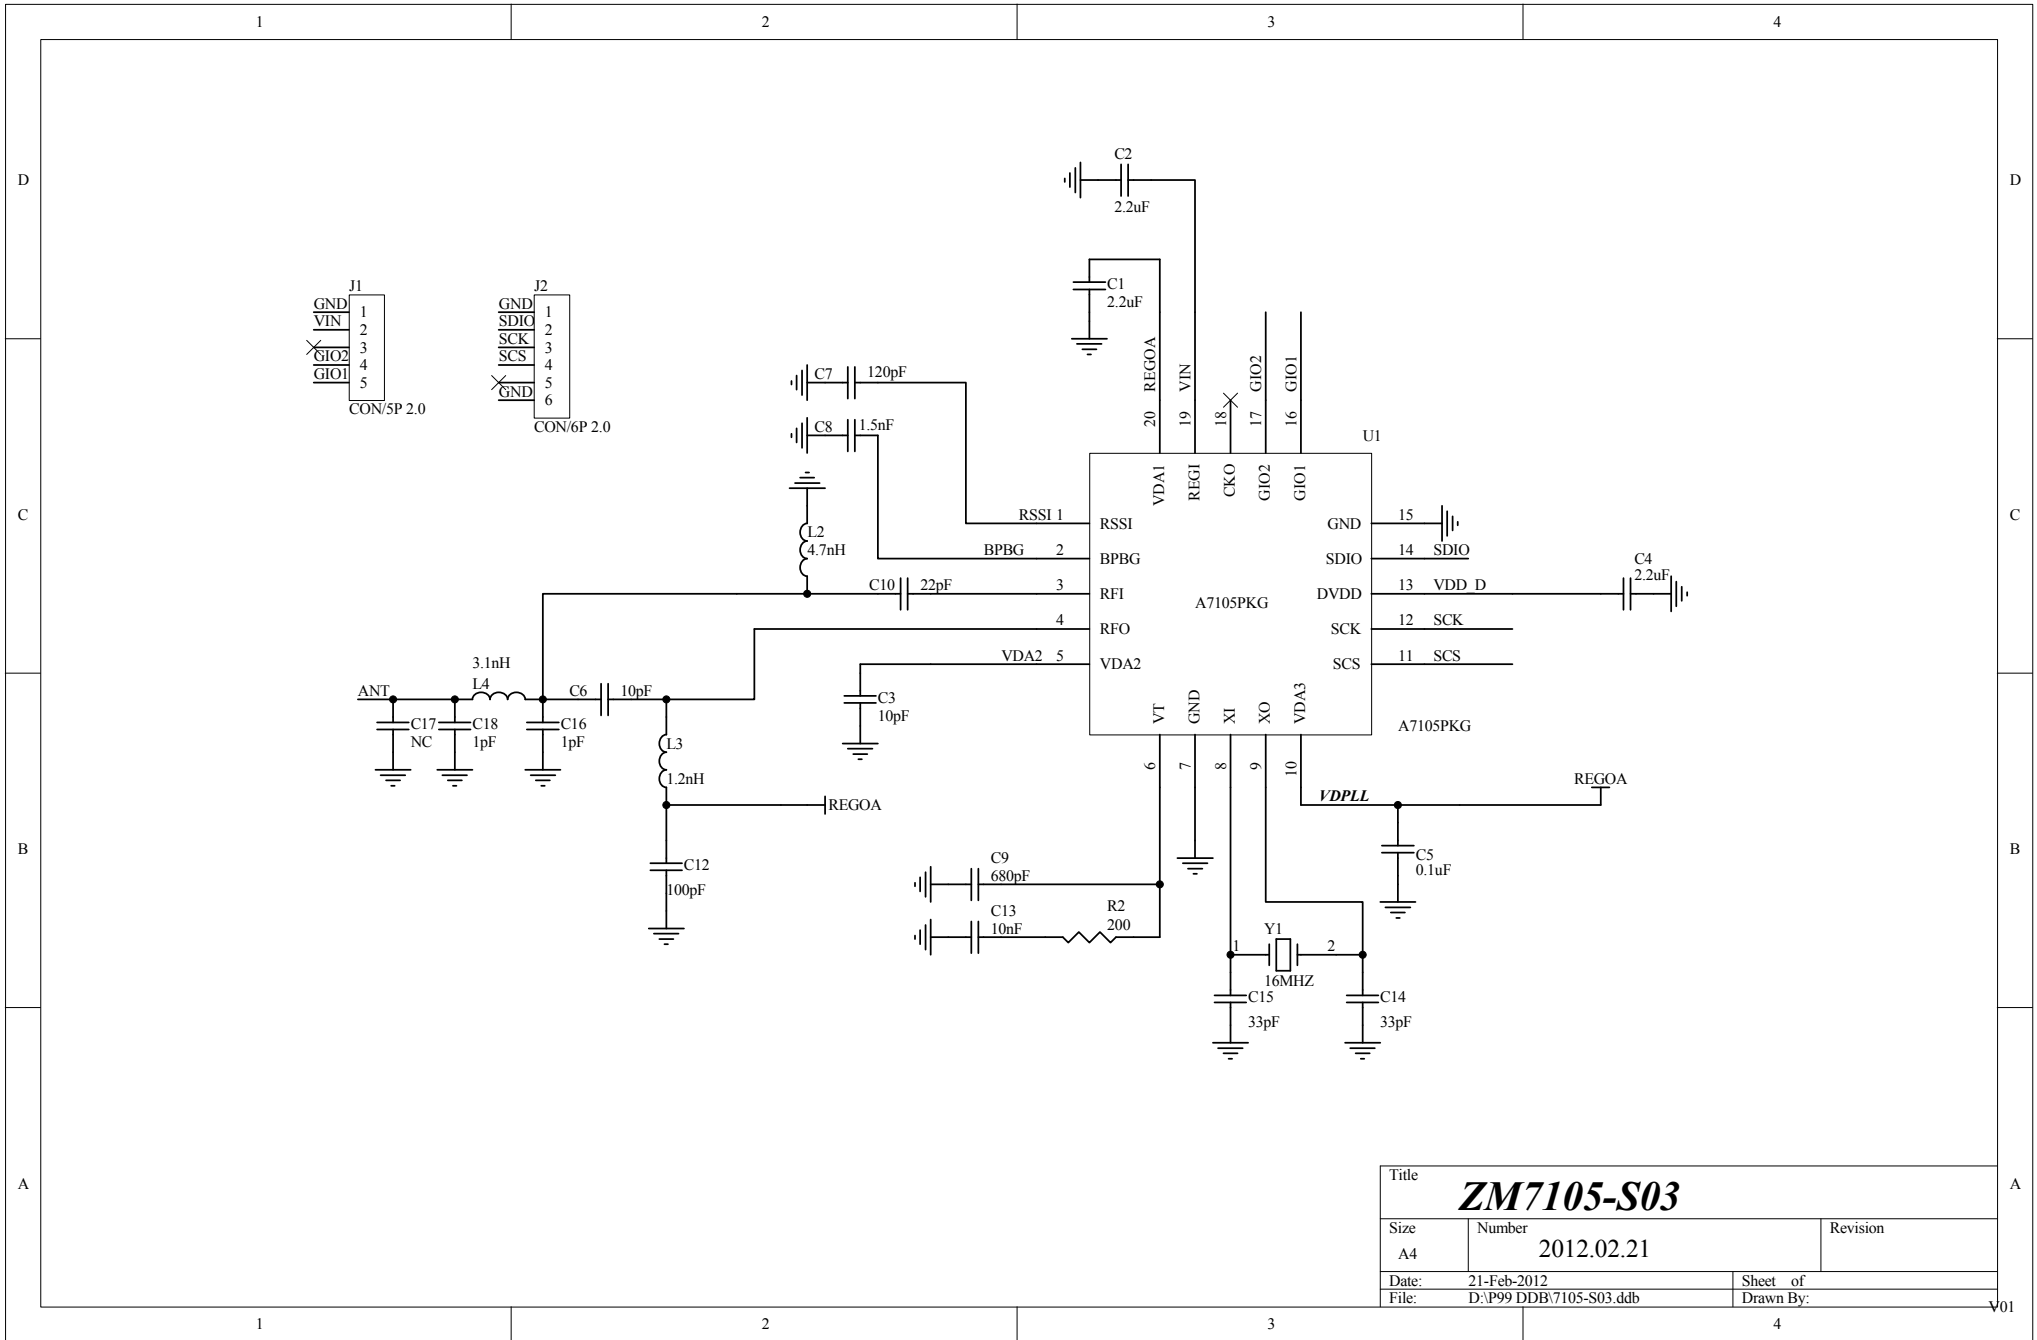 1 2 3 4
D D
C C
B B
A A
C2
2.2uF
C1
2.2uF
J1
GND 1
VIN 2
3
GIO2 4
GIO1 5
CON/5P 2.0
J2
GND 1
SDIO 2
SCK 3
SCS 4
5
GND 6
CON/6P 2.0
C7 120pF
C8 1.5nF
L2
4.7nH
C10 22pF
20 REGOA
19 VIN
18
17 GIO2
16 GIO1
U1
VDA1
REGI
CKO
GIO2
GIO1
RSSI 1 RSSI
BPBG 2 BPBG
3 RFI
4 RFO
VDA2 5 VDA2
A7105PKG
GND 15
SDIO 14 SDIO
DVDD 13 VDD_D
SCK 12 SCK
SCS 11 SCS
C4
2.2uF
VT
GND
XI
XO
VDA3
6
7
8
9
10
A7105PKG
3.1nH
L4
ANT
C6 10pF
C17
NC
C18
1pF
C16
1pF
L3
1.2nH
REGOA
C12
100pF
C3
10pF
VDPLL
REGOA
C5
0.1uF
C9
680pF
C13
10nF
R2
200
Y1
1 2
16MHZ
C15
33pF
C14
33pF
Title
ZM7105-S03
Size
A4
Number
2012.02.21
Revision
Date: 21-Feb-2012 Sheet of
File: D:\P99 DDB\7105-S03.ddb Drawn By:
V01
1 2 3 4